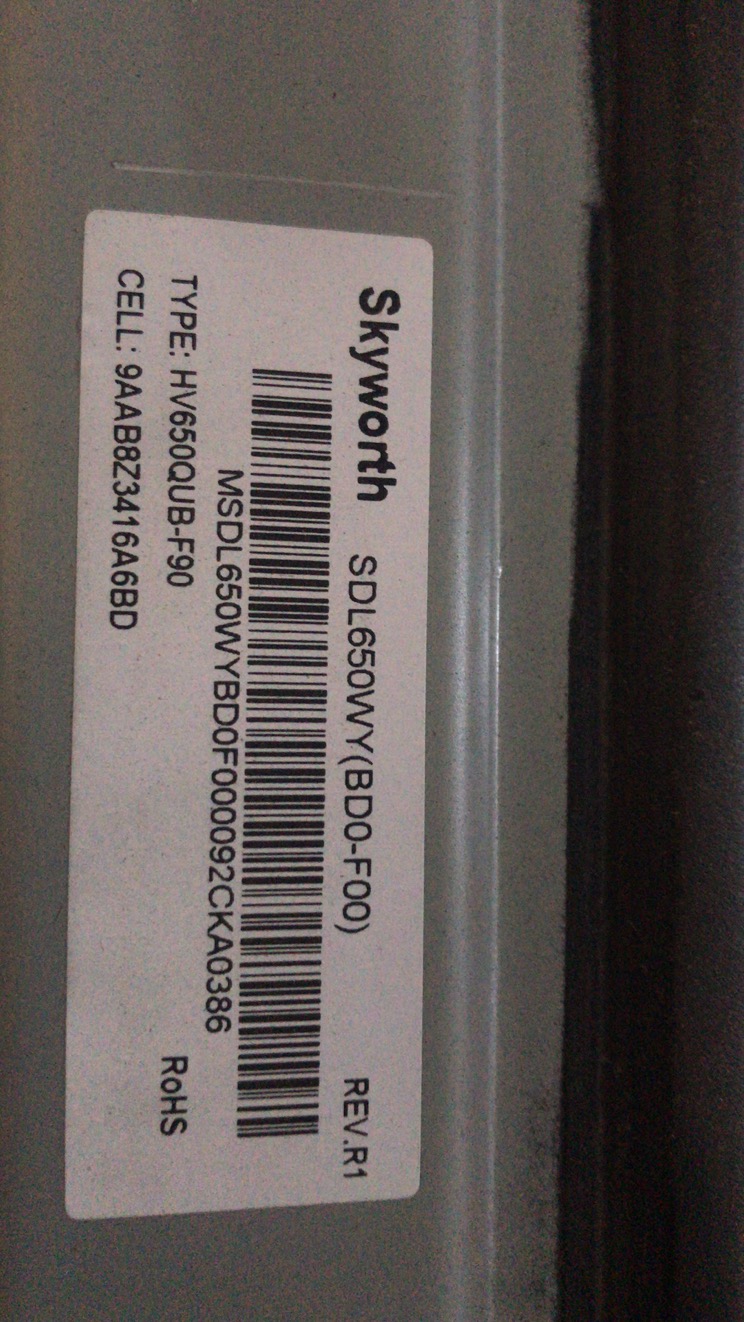 Skyworth SDL650WY(BD0-F00) REV.R1
MSDL650WYBD0F000092CKA0386
TYPE: HV650QUB-F90 RoHS
CELL: 9AAB8Z3416A6BD